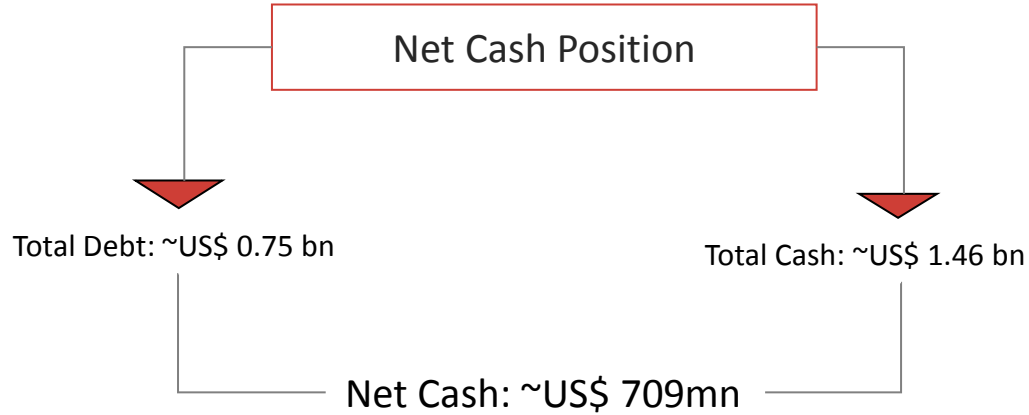 Net Cash Position
Total Debt: ~US$ 0.75 bn
Total Cash: ~US$ 1.46 bn
Net Cash: ~US$ 709mn